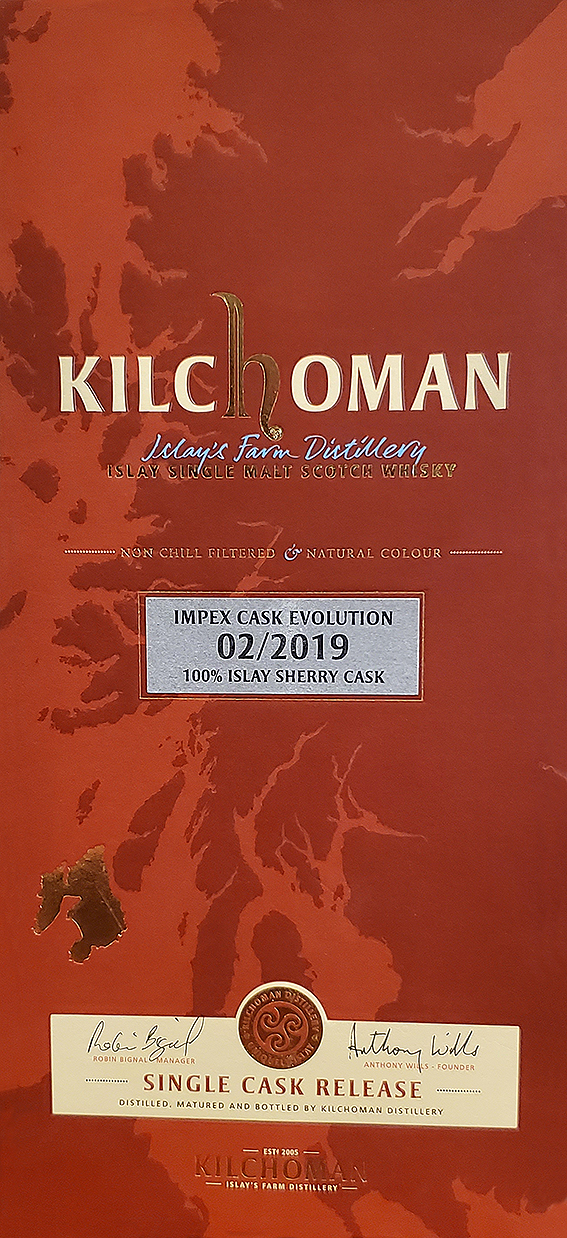 KILCHOMAN
Islay's Farm Distillery
ISLAY SINGLE MALT SCOTCH WHISKY
NON CHILL FILTERED & NATURAL COLOUR
IMPEX CASK EVOLUTION
02/2019
100% ISLAY SHERRY CASK
KILCHOMAN DISTILLERY
Robin Bignal
Anthony Wills
ROBIN BIGNAL - MANAGER
ANTHONY WILLS - FOUNDER
SINGLE CASK RELEASE
DISTILLED, MATURED AND BOTTLED BY KILCHOMAN DISTILLERY
ESTd 2005
KILCHOMAN
ISLAY'S FARM DISTILLERY